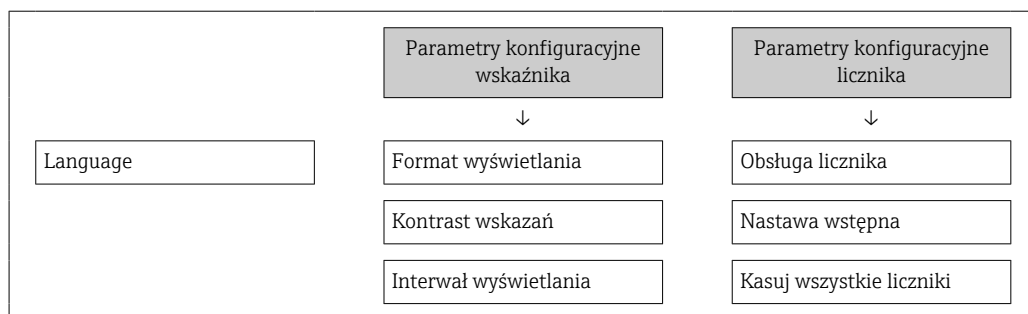 Parametry konfiguracyjne
wskaźnika
Parametry konfiguracyjne
licznika
↓
↓
Language
Format wyświetlania
Obsługa licznika
Kontrast wskazań
Nastawa wstępna
Interwał wyświetlania
Kasuj wszystkie liczniki